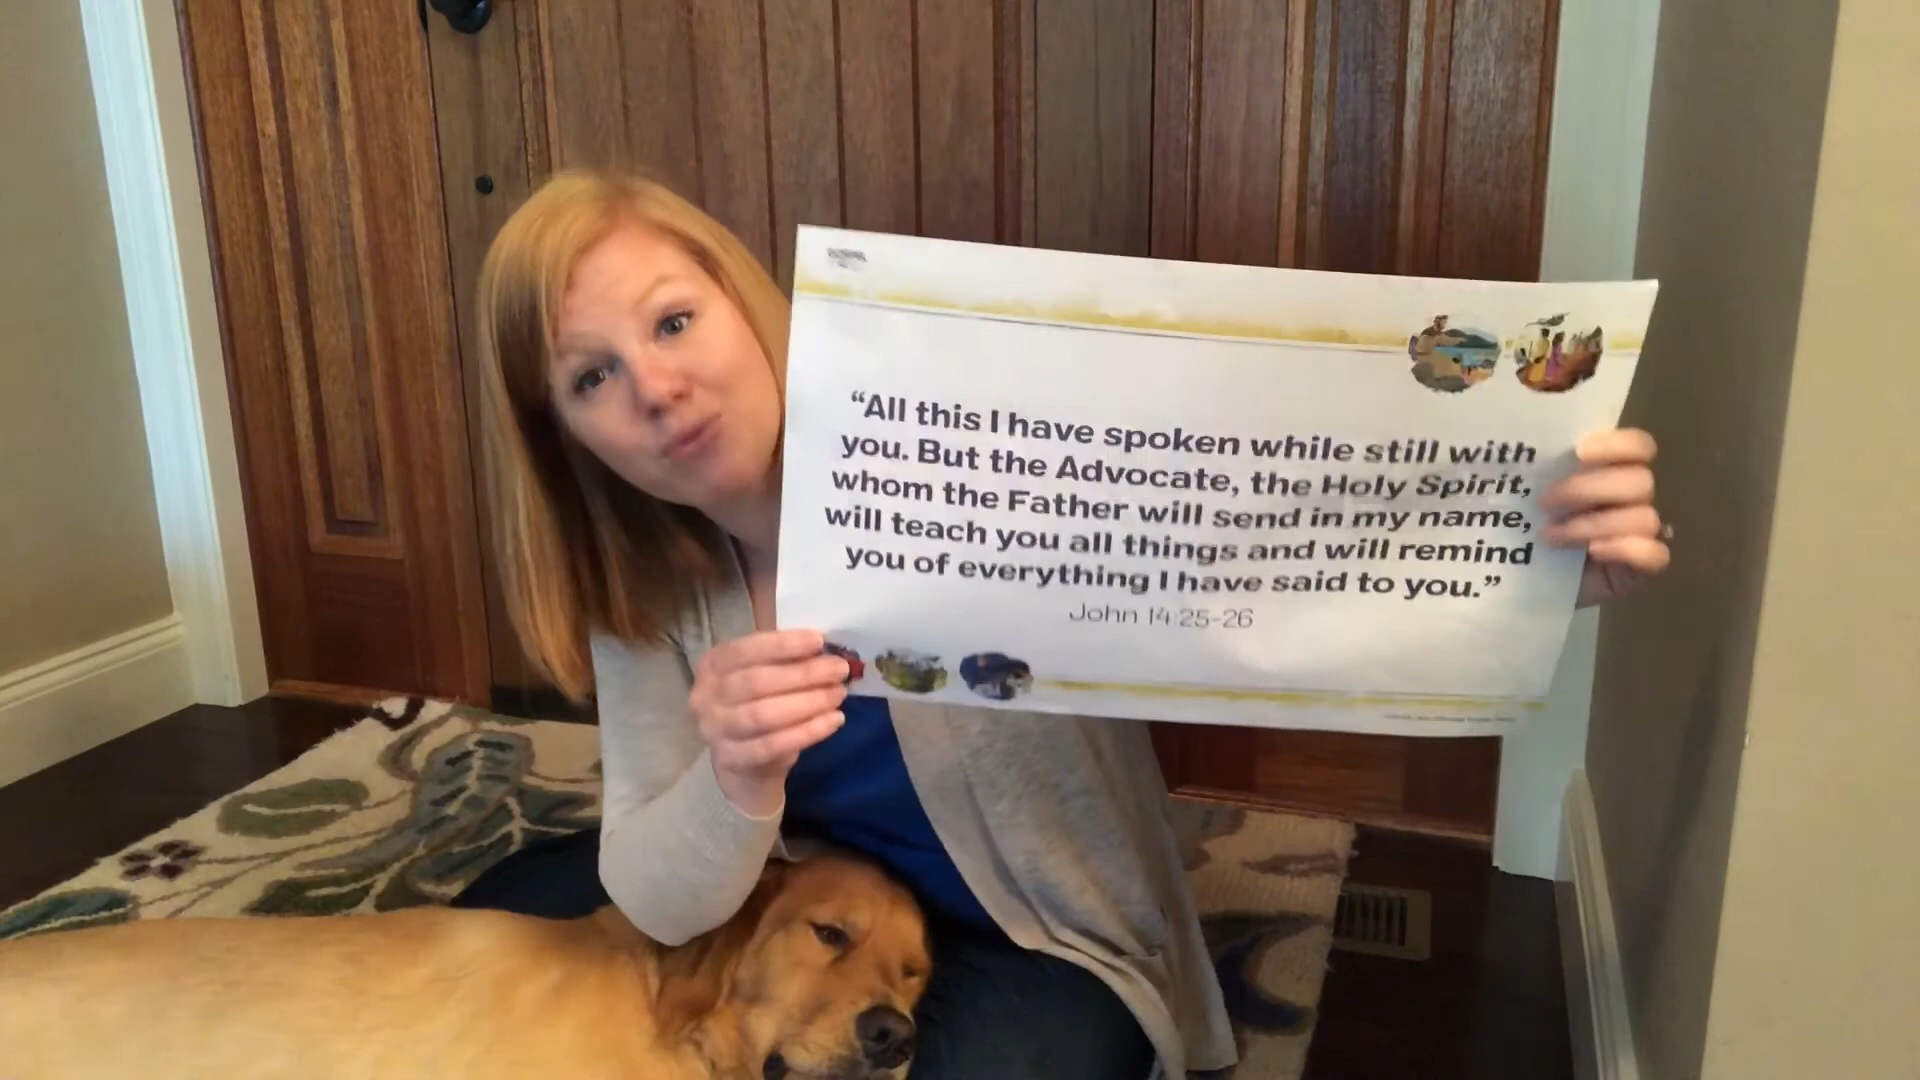 “All this I have spoken while still with
you. But the Advocate, the Holy Spirit,
whom the Father will send in my name,
will teach you all things and will remind
you of everything I have said to you.”
John 14:25-26